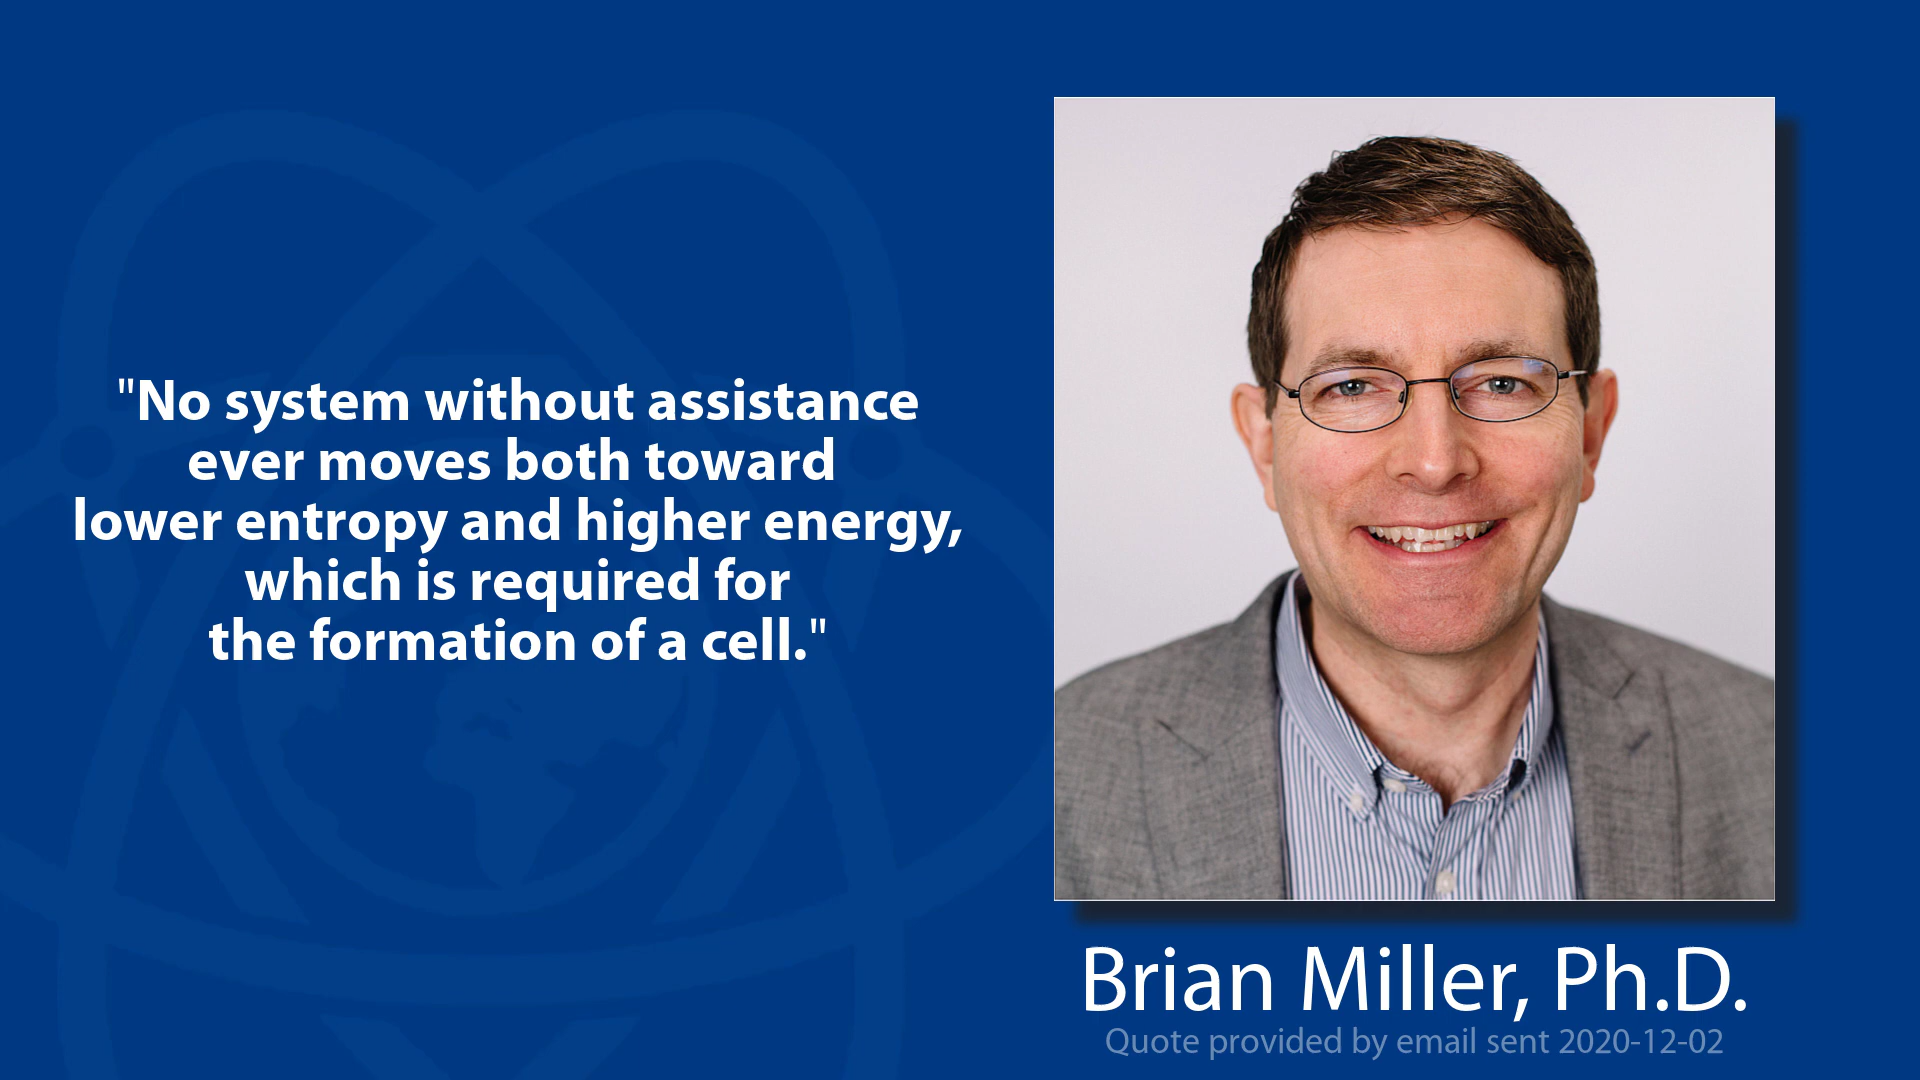 "No system without assistance
ever moves both toward
lower entropy and higher energy,
which is required for
the formation of a cell."
Brian Miller, Ph.D.
Quote provided by email sent 2020-12-02